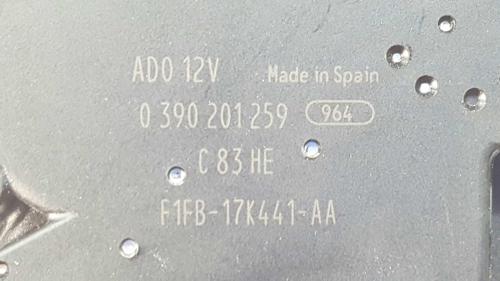 ADO 12V Made in Spain
0 390 201 259 964
C 83 HE
F1FB-17K441-AA